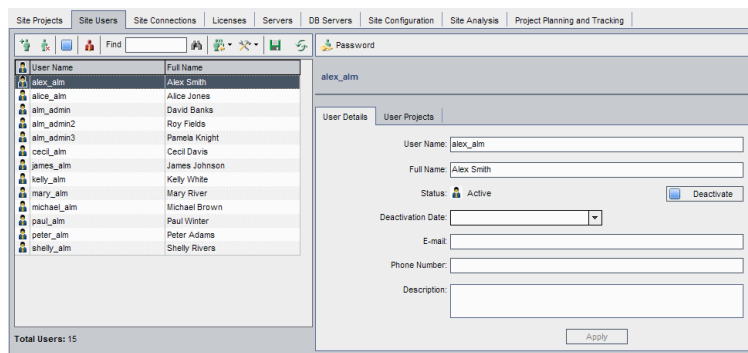 Site Projects Site Users Site Connections Licenses Servers DB Servers Site Configuration Site Analysis Project Planning and Tracking
Find
Password
User Name Full Name
alex_alm Alex Smith
alice_alm Alice Jones
alm_admin David Banks
alm_admin2 Roy Fields
alm_admin3 Pamela Knight
cecil_alm Cecil Davis
james_alm James Johnson
kelly_alm Kelly White
mary_alm Mary River
michael_alm Michael Brown
paul_alm Paul Winter
peter_alm Peter Adams
shelly_alm Shelly Rivers
Total Users: 15
alex_alm
User Details User Projects
User Name: alex_alm
Full Name: Alex Smith
Status: Active Deactivate
Deactivation Date:
E-mail:
Phone Number:
Description:
Apply